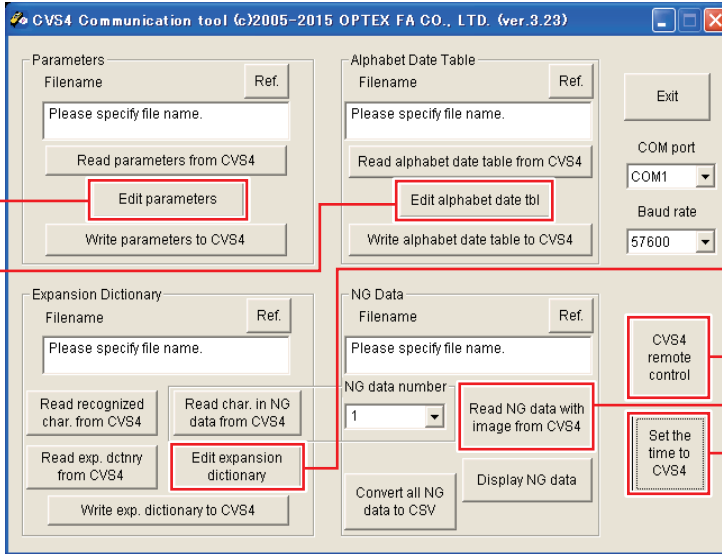 CVS4 Communication tool (c)2005-2015 OPTEX FA CO., LTD. (ver.3.23)
Parameters
Filename
Ref.
Please specify file name.
Read parameters from CVS4
Edit parameters
Write parameters to CVS4
Alphabet Date Table
Filename
Ref.
Please specify file name.
Read alphabet date table from CVS4
Edit alphabet date tbl
Write alphabet date table to CVS4
Exit
COM port
COM1
Baud rate
57600
Expansion Dictionary
Filename
Ref.
Please specify file name.
Read recognized
char. from CVS4
Read char. in NG
data from CVS4
Read exp. dctnry
from CVS4
Edit expansion
dictionary
Write exp. dictionary to CVS4
NG Data
Filename
Ref.
Please specify file name.
NG data number
1
Read NG data with
image from CVS4
Convert all NG
data to CSV
Display NG data
CVS4
remote
control
Set the
time to
CVS4